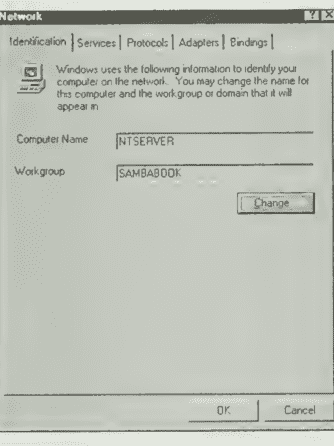 Network
Identification Services Protocols Adapters Bindings
Windows uses the following information to identify your
computer on the network. You may change the name for
this computer and the workgroup or domain that it will
appear in
Computer Name NTSERVER
Workgroup SAMBABOOK
Change
OK Cancel